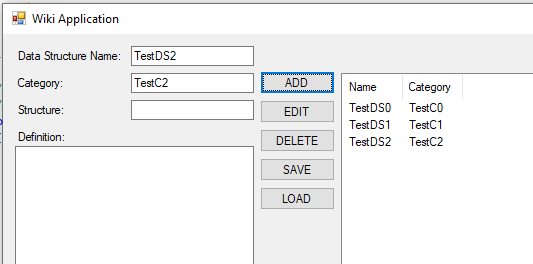 Wiki Application
Data Structure Name: TestDS2
Category: TestC2
Structure:
Definition:
ADD
EDIT
DELETE
SAVE
LOAD
Name Category
TestDS0 TestC0
TestDS1 TestC1
TestDS2 TestC2